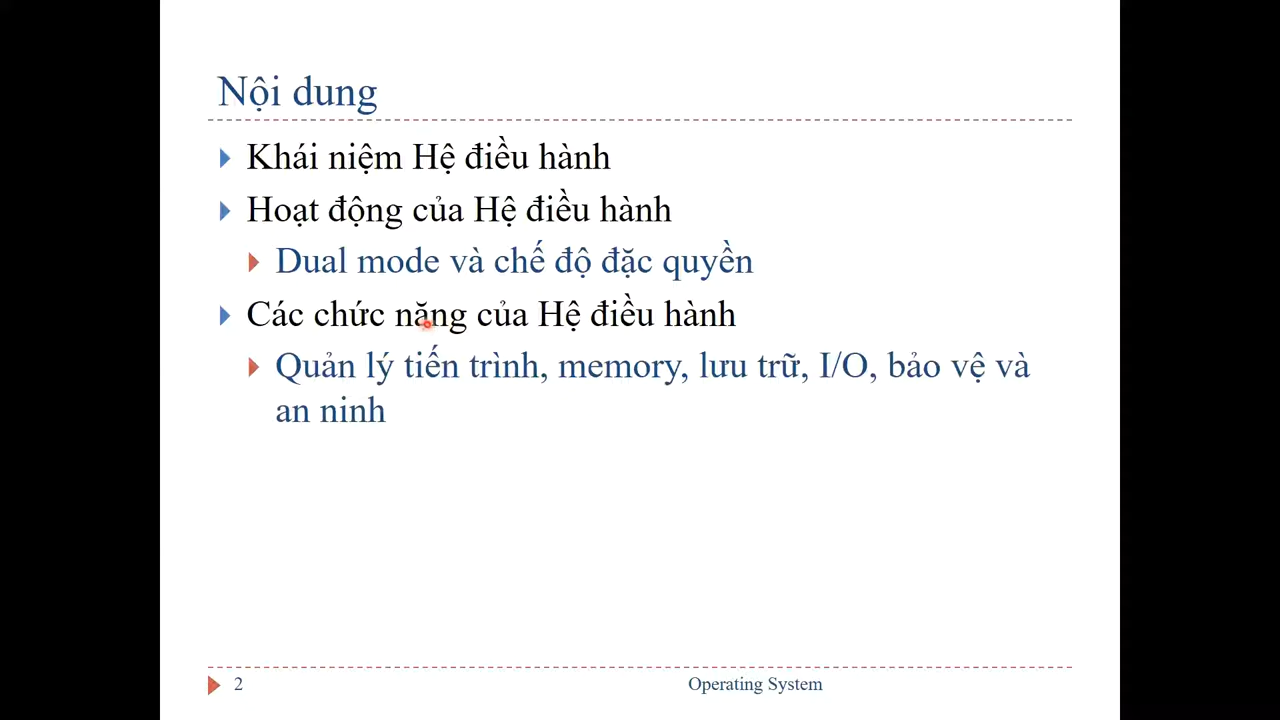 Nội dung
Khái niệm Hệ điều hành
Hoạt động của Hệ điều hành
Dual mode và chế độ đặc quyền
Các chức năng của Hệ điều hành
Quản lý tiến trình, memory, lưu trữ, I/O, bảo vệ và
an ninh
2
Operating System